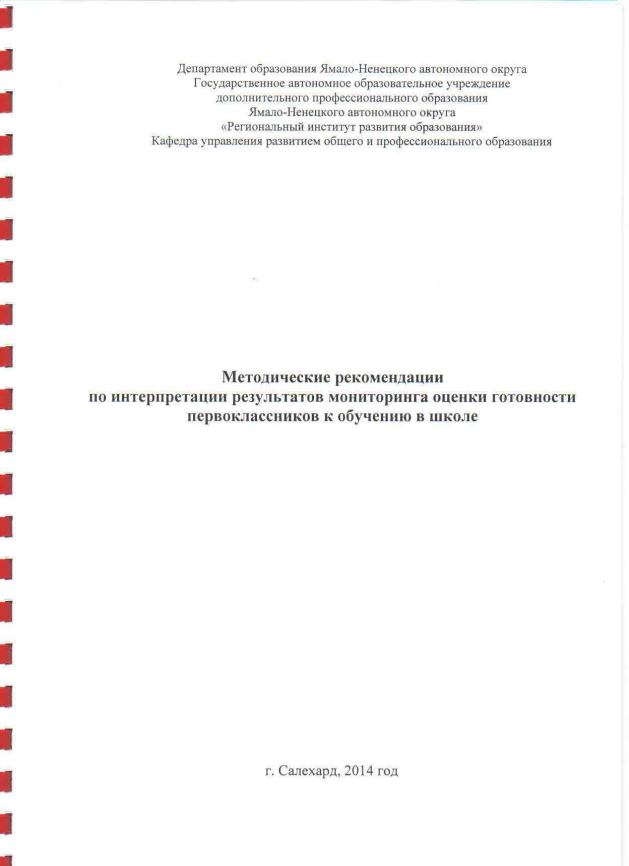 Департамент образования Ямало-Ненецкого автономного округа
Государственное автономное образовательное учреждение
дополнительного профессионального образования
Ямало-Ненецкого автономного округа
«Региональный институт развития образования»
Кафедра управления развитием общего и профессионального образования
Методические рекомендации
по интерпретации результатов мониторинга оценки готовности
первоклассников к обучению в школе
г. Салехард, 2014 год